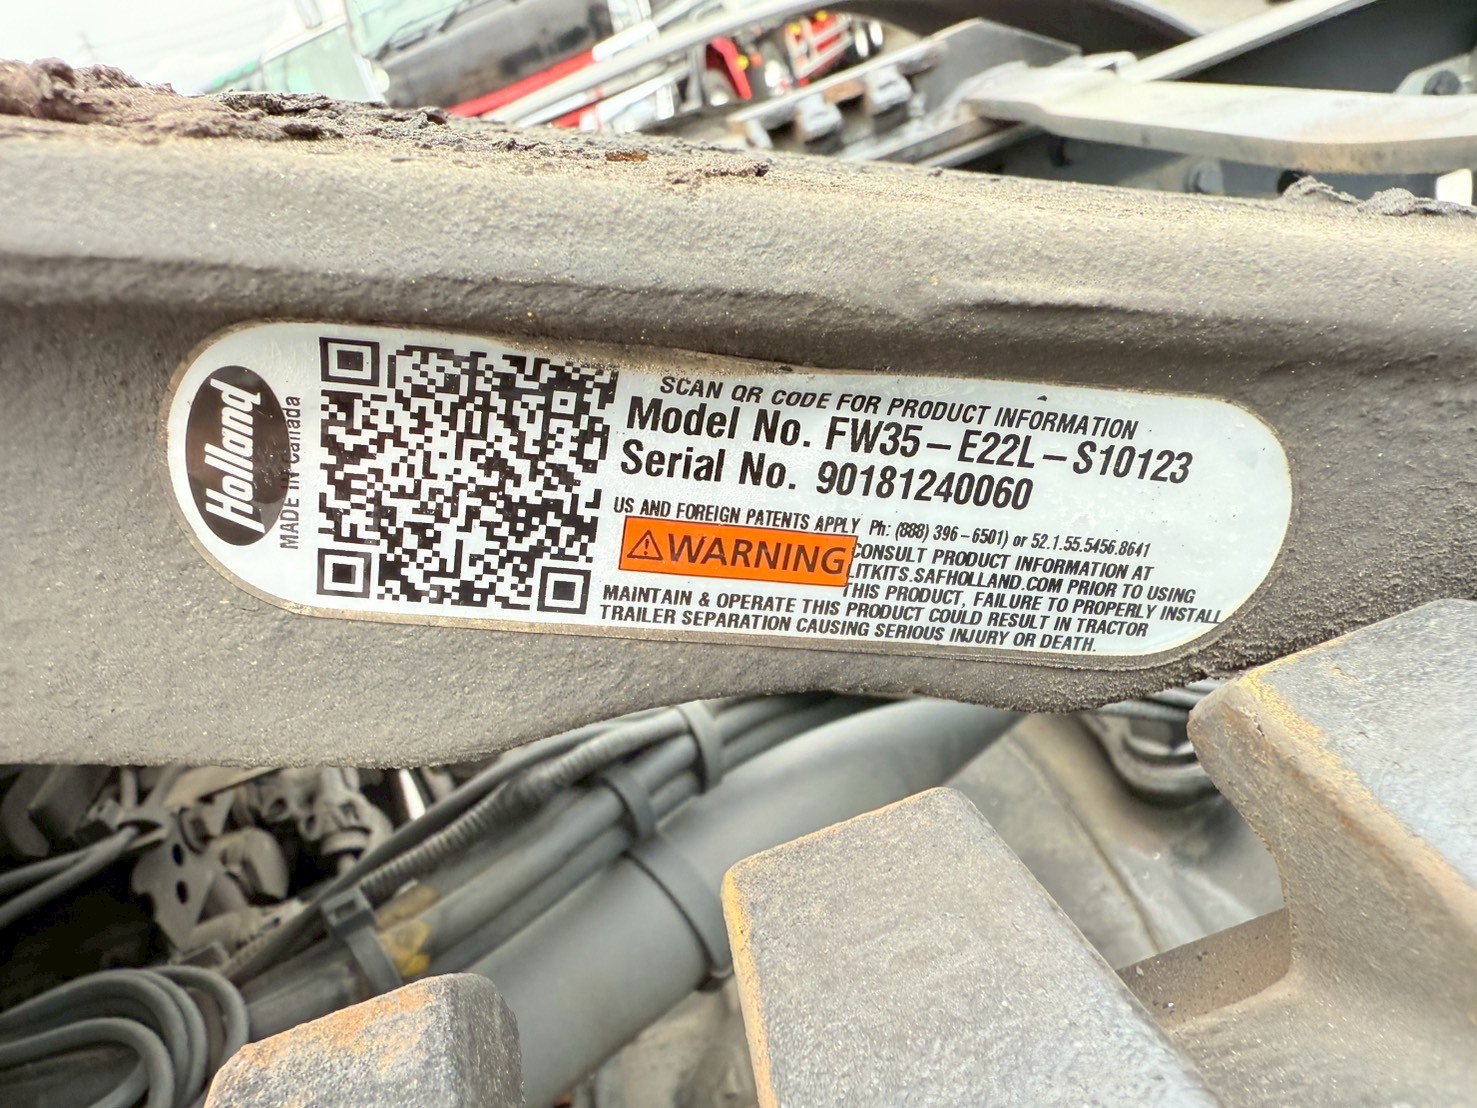 Holland
MADE IN Canada
SCAN QR CODE FOR PRODUCT INFORMATION
Model No. FW35-E22L-S10123
Serial No. 90181240060
US AND FOREIGN PATENTS APPLY Ph: (888) 396-6501) or 52.1.55.5456.8641
WARNING
CONSULT PRODUCT INFORMATION AT
LITKITS.SAFHOLLAND.COM PRIOR TO USING
THIS PRODUCT, FAILURE TO PROPERLY INSTALL
MAINTAIN & OPERATE THIS PRODUCT COULD RESULT IN TRACTOR
TRAILER SEPARATION CAUSING SERIOUS INJURY OR DEATH.